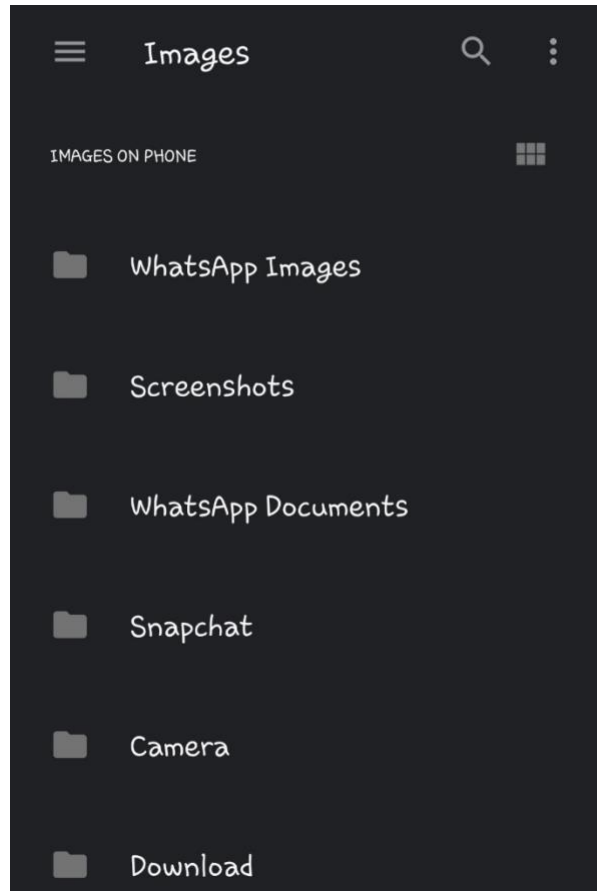 Images
IMAGES ON PHONE
WhatsApp Images
Screenshots
WhatsApp Documents
Snapchat
Camera
Download